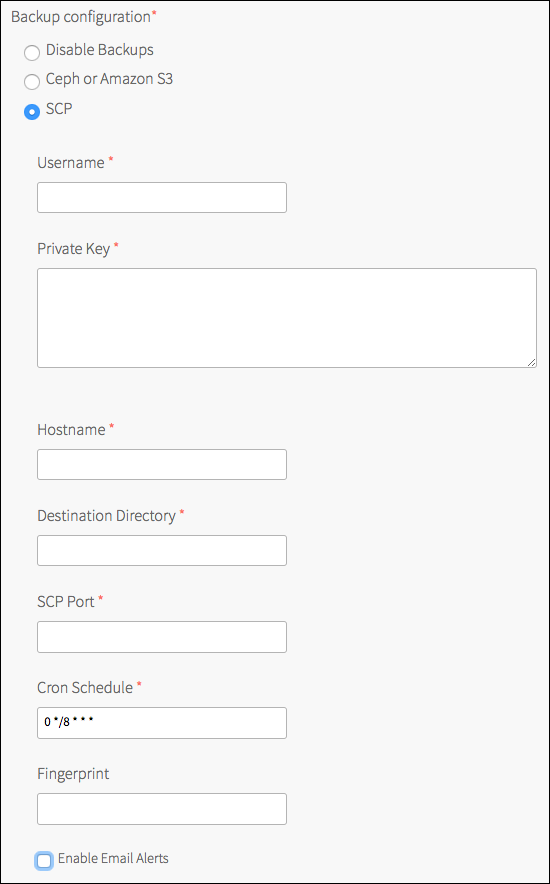 Backup configuration*
Disable Backups
Ceph or Amazon S3
SCP
Username *
Private Key *
Hostname *
Destination Directory *
SCP Port *
Cron Schedule *
0 */8 * * *
Fingerprint
Enable Email Alerts